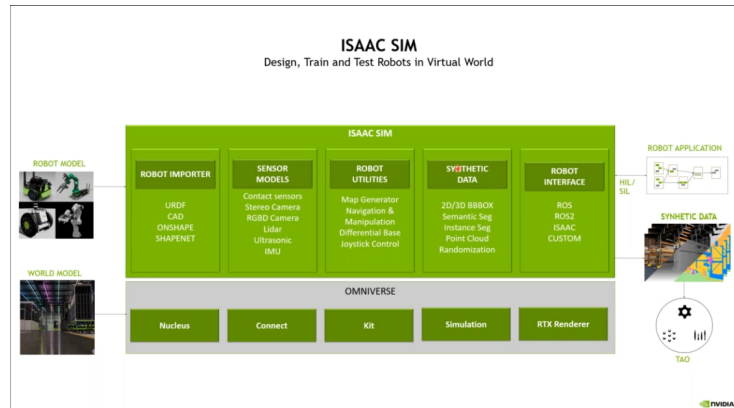 ISAAC SIM
Design, Train and Test Robots in Virtual World
ISAAC SIM
ROBOT MODEL
ROBOT IMPORTER
URDF
CAD
ONSHAPE
SHAPENET
SENSOR
MODELS
Contact sensors
Stereo Camera
RGBD Camera
Lidar
Ultrasonic
IMU
ROBOT
UTILITIES
Map Generator
Navigation &
Manipulation
Differential Base
Joystick Control
SYNTHETIC
DATA
2D/3D BBBOX
Semantic Seg
Instance Seg
Point Cloud
Randomization
ROBOT
INTERFACE
ROS
ROS2
ISAAC
CUSTOM
HIL/
SIL
ROBOT APPLICATION
SYNHETIC DATA
WORLD MODEL
OMNIVERSE
Nucleus
Connect
Kit
Simulation
RTX Renderer
TAO
NVIDIA